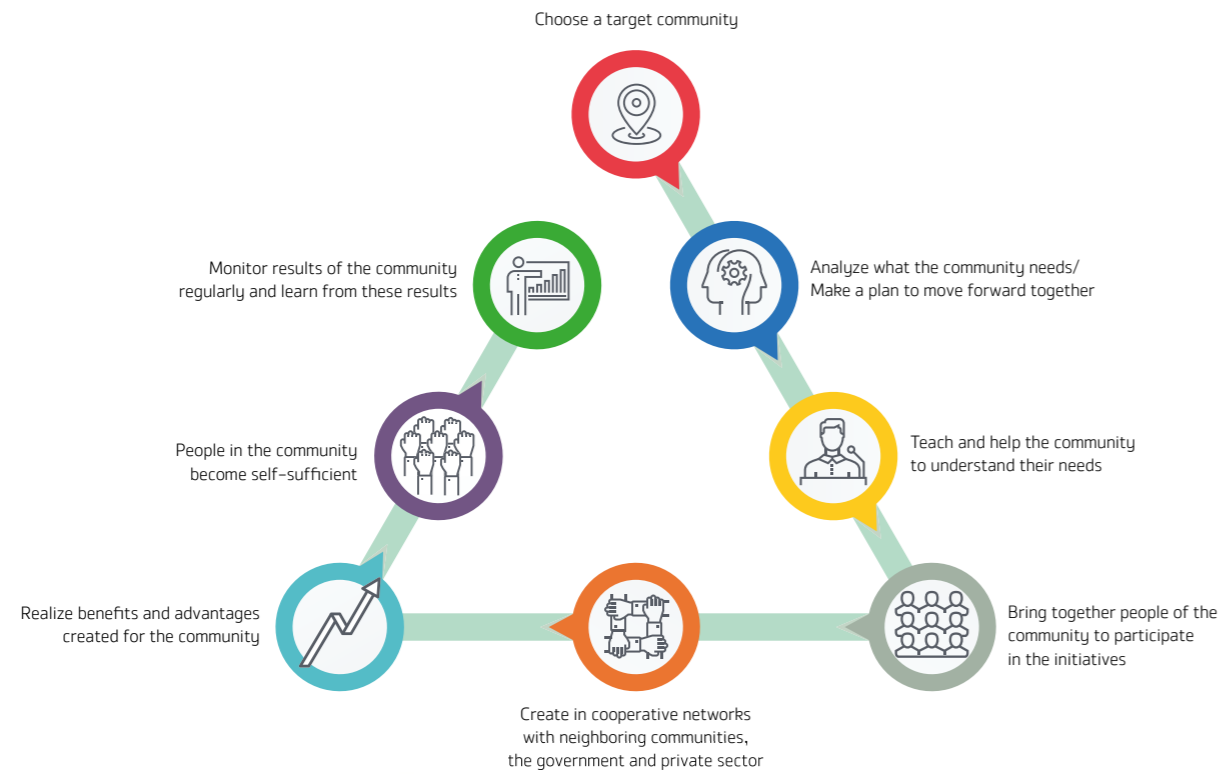 Choose a target community
Analyze what the community needs/
Make a plan to move forward together
Teach and help the community
to understand their needs
Bring together people of the
community to participate
in the initiatives
Create in cooperative networks
with neighboring communities,
the government and private sector
Realize benefits and advantages
created for the community
People in the community
become self-sufficient
Monitor results of the community
regularly and learn from these results